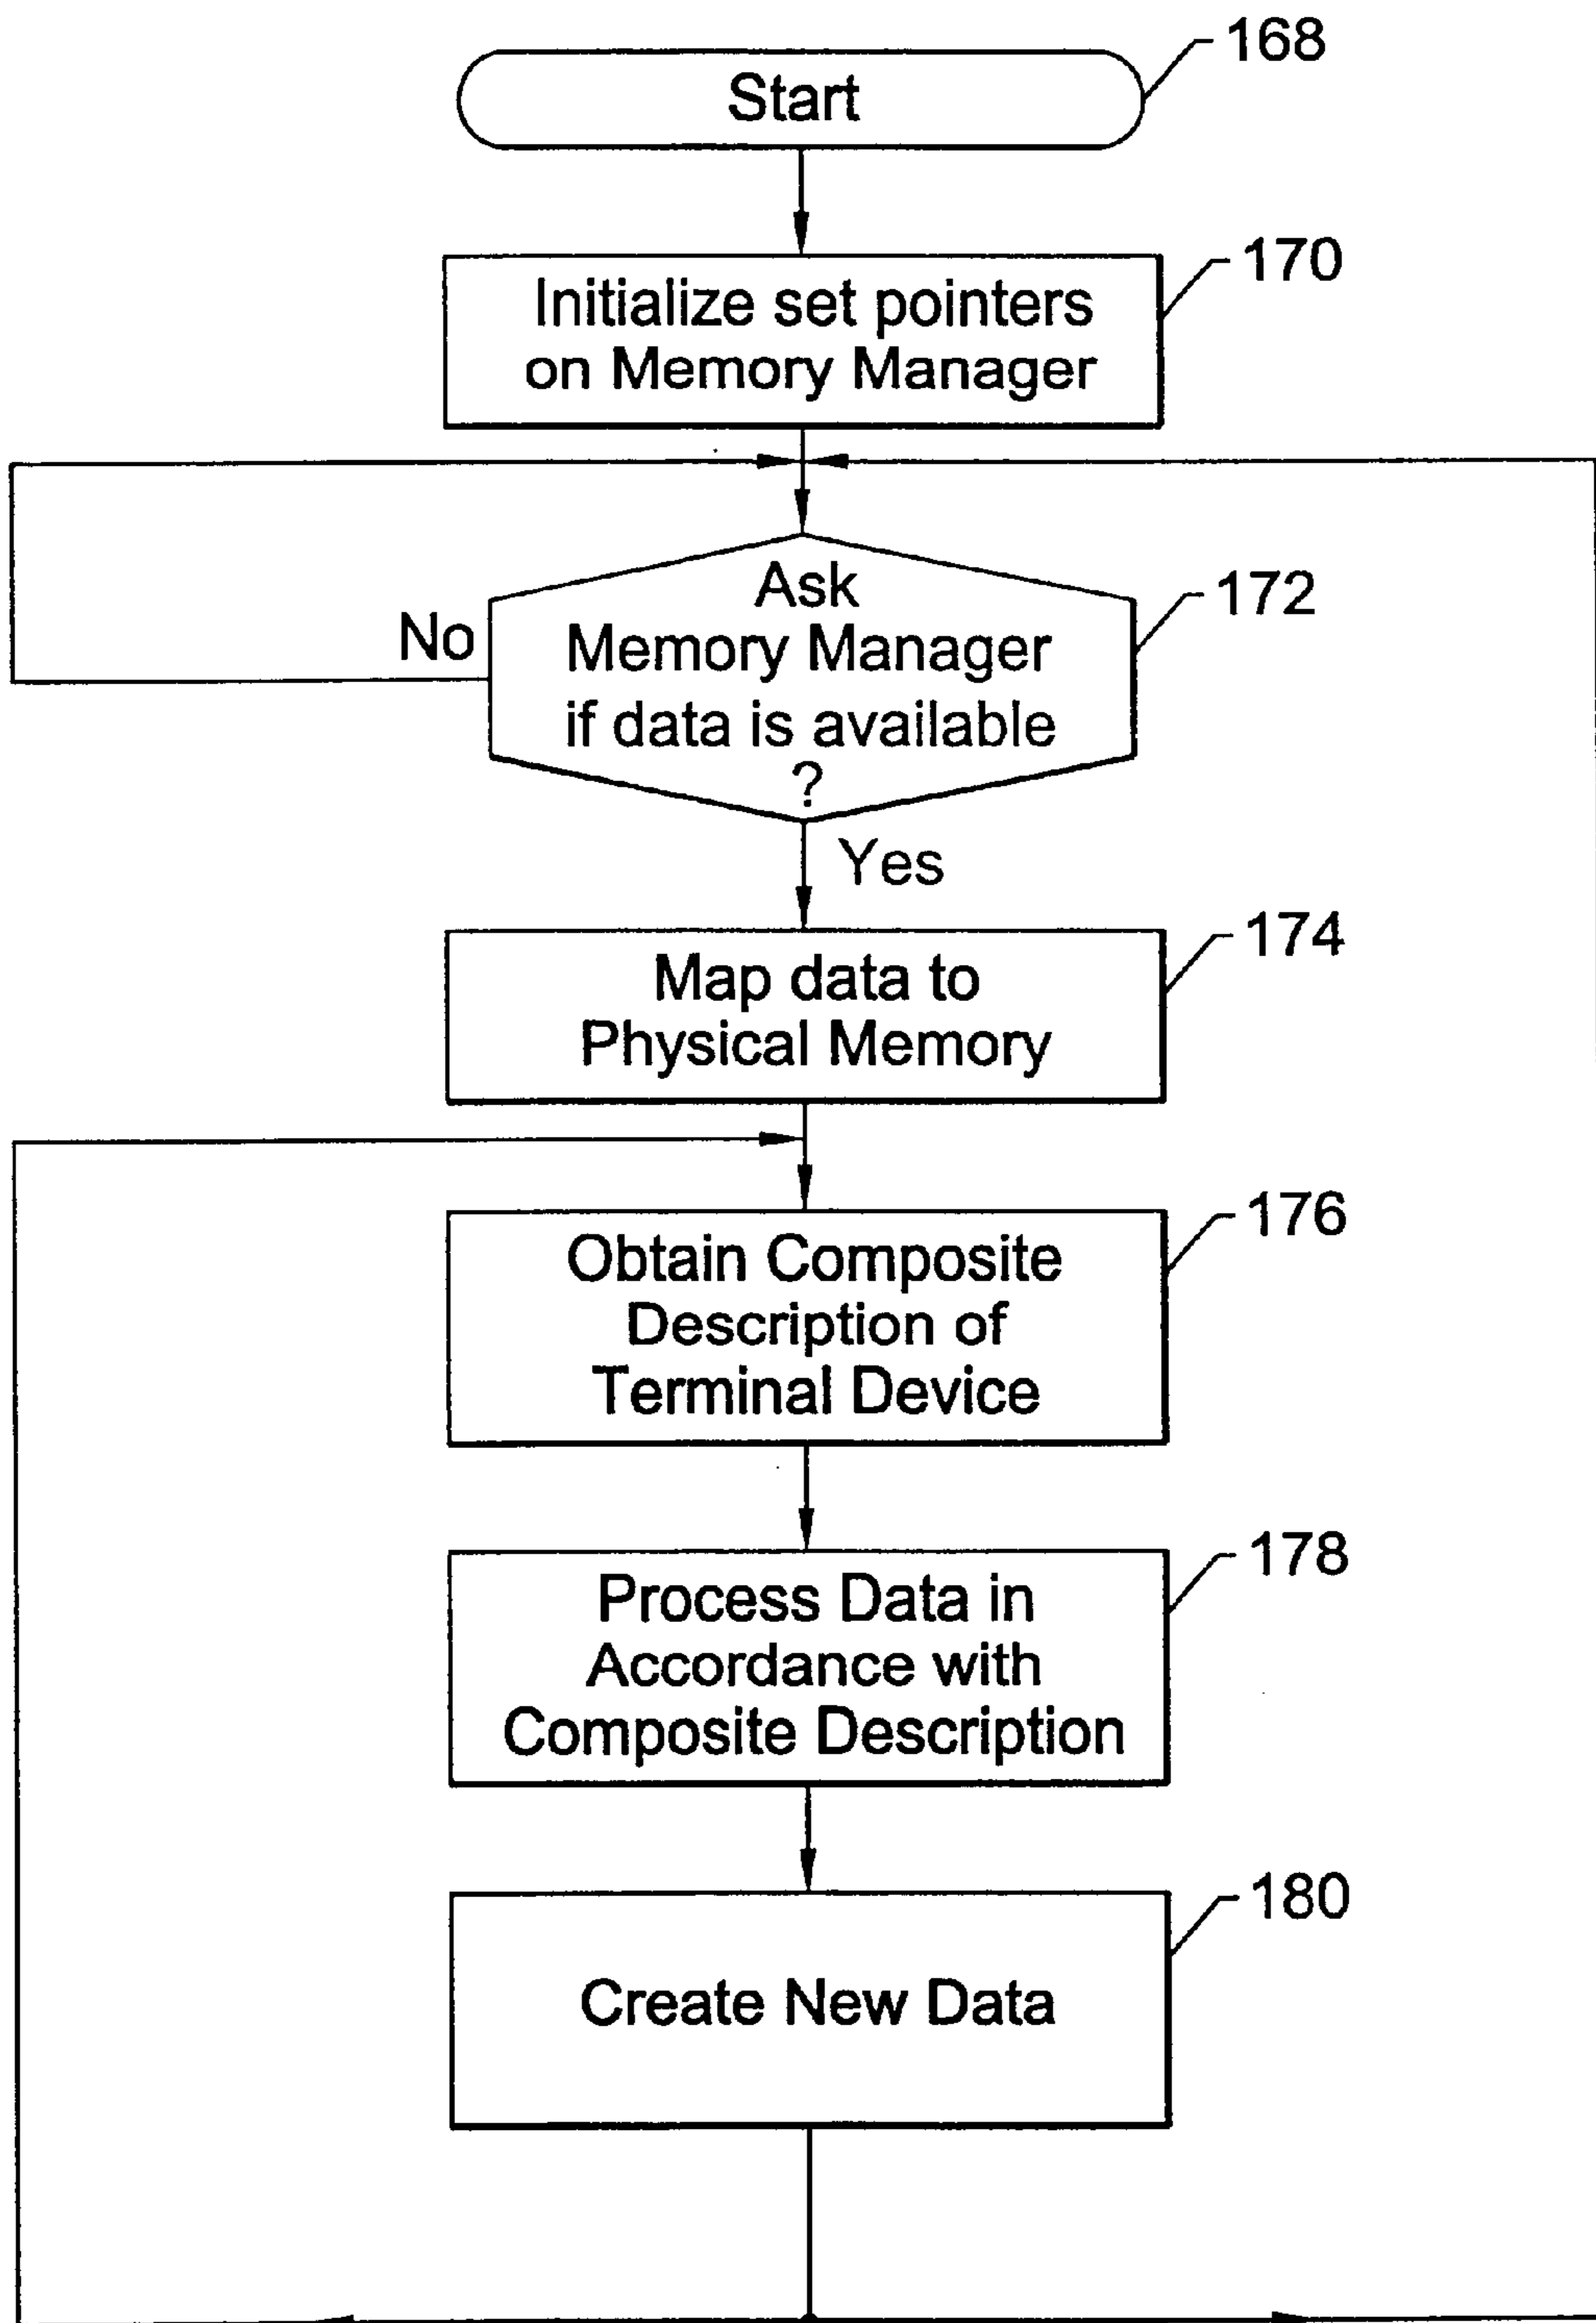 168
Start
170
Initialize set pointers
on Memory Manager
172
Ask
Memory Manager
if data is available
?
No
Yes
174
Map data to
Physical Memory
176
Obtain Composite
Description of
Terminal Device
178
Process Data in
Accordance with
Composite Description
180
Create New Data